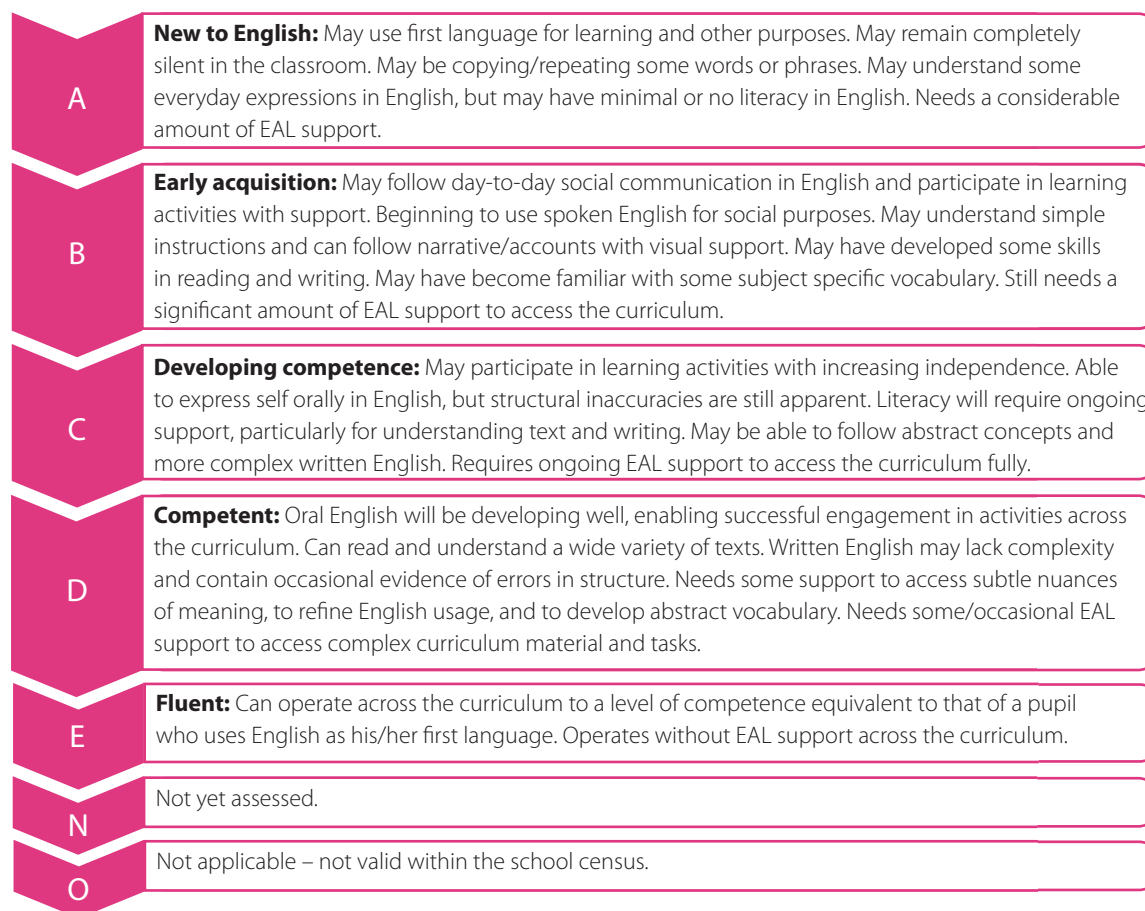 A
New to English: May use first language for learning and other purposes. May remain completely
silent in the classroom. May be copying/repeating some words or phrases. May understand some
everyday expressions in English, but may have minimal or no literacy in English. Needs a considerable
amount of EAL support.
B
Early acquisition: May follow day-to-day social communication in English and participate in learning
activities with support. Beginning to use spoken English for social purposes. May understand simple
instructions and can follow narrative/accounts with visual support. May have developed some skills
in reading and writing. May have become familiar with some subject specific vocabulary. Still needs a
significant amount of EAL support to access the curriculum.
C
Developing competence: May participate in learning activities with increasing independence. Able
to express self orally in English, but structural inaccuracies are still apparent. Literacy will require ongoing
support, particularly for understanding text and writing. May be able to follow abstract concepts and
more complex written English. Requires ongoing EAL support to access the curriculum fully.
D
Competent: Oral English will be developing well, enabling successful engagement in activities across
the curriculum. Can read and understand a wide variety of texts. Written English may lack complexity
and contain occasional evidence of errors in structure. Needs some support to access subtle nuances
of meaning, to refine English usage, and to develop abstract vocabulary. Needs some/occasional EAL
support to access complex curriculum material and tasks.
E
Fluent: Can operate across the curriculum to a level of competence equivalent to that of a pupil
who uses English as his/her first language. Operates without EAL support across the curriculum.
N
Not yet assessed.
O
Not applicable – not valid within the school census.